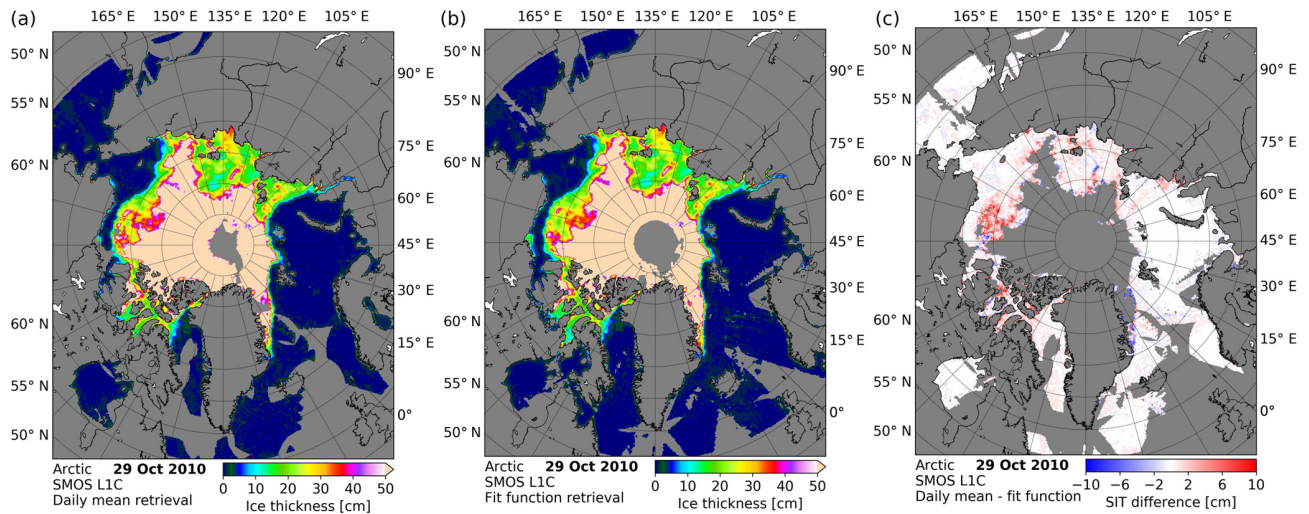 (a)
165° E 150° E 135° E 120° E 105° E
50° N
55° N
60° N
60° N
55° N
50° N
90° E
75° E
60° E
45° E
30° E
15° E
0°
Arctic 29 Oct 2010
SMOS L1C
Daily mean retrieval
0 10 20 30 40 50
Ice thickness [cm]
(b)
165° E 150° E 135° E 120° E 105° E
50° N
55° N
60° N
60° N
55° N
50° N
90° E
75° E
60° E
45° E
30° E
15° E
0°
Arctic 29 Oct 2010
SMOS L1C
Fit function retrieval
0 10 20 30 40 50
Ice thickness [cm]
(c)
165° E 150° E 135° E 120° E 105° E
50° N
55° N
60° N
60° N
55° N
50° N
90° E
75° E
60° E
45° E
30° E
15° E
0°
Arctic 29 Oct 2010
SMOS L1C
Daily mean - fit function
−10 −6 −2 2 6 10
SIT difference [cm]